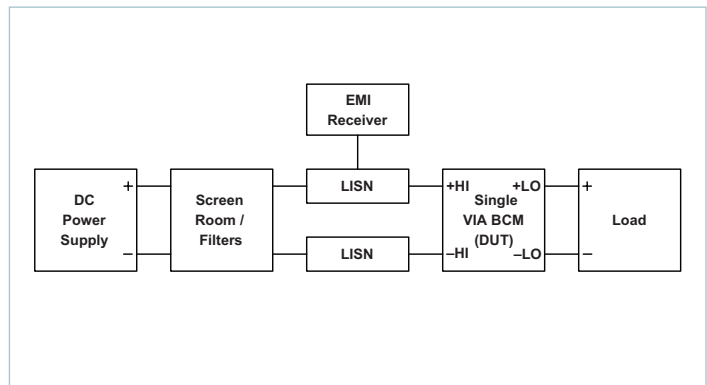 EMI
Receiver
+
DC
Power
Supply
–
Screen
Room /
Filters
LISN
LISN
+HI +LO
Single
VIA BCM
(DUT)
–HI –LO
+
Load
–